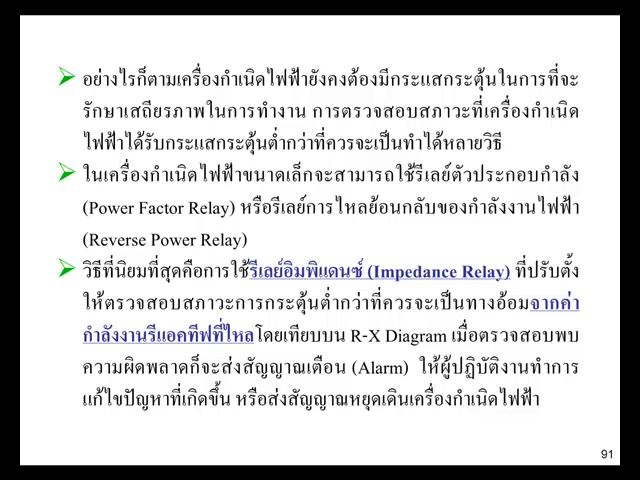 อย่างไรก็ตามเครื่องกำเนิดไฟฟ้ายังคงต้องมีกระแสกระตุ้นในการที่จะ
รักษาเสถียรภาพในการทำงาน การตรวจสอบสภาวะที่เครื่องกำเนิด
ไฟฟ้าได้รับกระแสกระตุ้นต่ำกว่าที่ควรจะเป็นทำได้หลายวิธี
ในเครื่องกำเนิดไฟฟ้าขนาดเล็กจะสามารถใช้รีเลย์ตัวประกอบกำลัง
(Power Factor Relay) หรือรีเลย์การไหลย้อนกลับของกำลังงานไฟฟ้า
(Reverse Power Relay)
วิธีที่นิยมที่สุดคือการใช้รีเลย์อิมพิแดนซ์ (Impedance Relay) ที่ปรับตั้ง
ให้ตรวจสอบสภาวะการกระตุ้นต่ำกว่าที่ควรจะเป็นทางอ้อมจากค่า
กำลังงานรีแอคทีฟที่ไหลโดยเทียบบน R-X Diagram เมื่อตรวจสอบพบ
ความผิดพลาดก็จะส่งสัญญาณเตือน (Alarm) ให้ผู้ปฏิบัติงานทำการ
แก้ไขปัญหาที่เกิดขึ้น หรือส่งสัญญาณหยุดเดินเครื่องกำเนิดไฟฟ้า
91